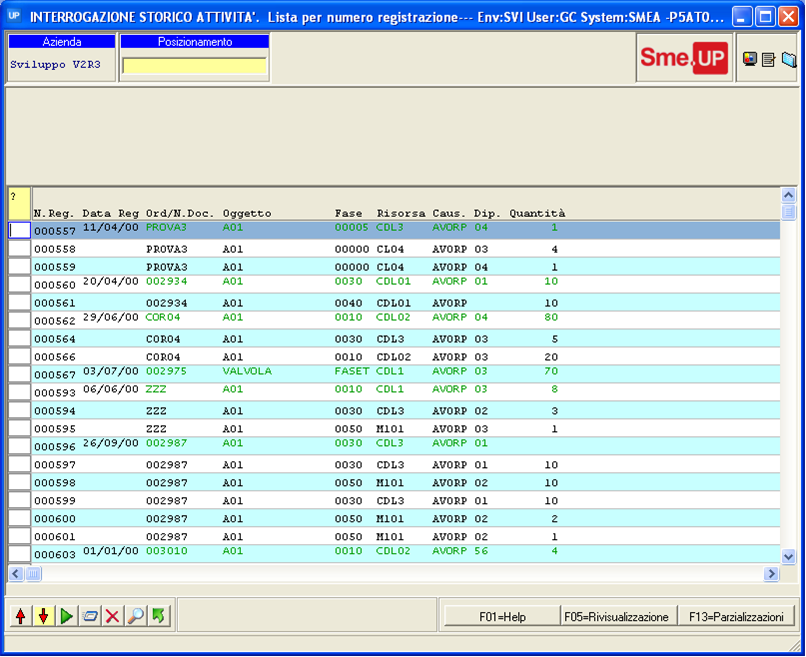 UP INTERROGAZIONE STORICO ATTIVITA'. Lista per numero registrazione--- Env:SVI User:GC System:SMEA -P5AT0...
Azienda Posizionamento
Sviluppo V2R3
Sme.UP
?
N.Reg. Data Reg Ord/N.Doc. Oggetto Fase Risorsa Caus. Dip. Quantità
000557 11/04/00 PROVA3 A01 00005 CDL3 AVORP 04 1
000558 PROVA3 A01 00000 CL04 AVORP 03 4
000559 PROVA3 A01 00000 CL04 AVORP 04 1
000560 20/04/00 002934 A01 0030 CDL01 AVORP 01 10
000561 002934 A01 0040 CDL01 AVORP 10
000562 29/06/00 COR04 A01 0010 CDL02 AVORP 04 80
000564 COR04 A01 0030 CDL3 AVORP 03 5
000566 COR04 A01 0010 CDL02 AVORP 03 20
000567 03/07/00 002975 VALVOLA FASET CDL1 AVORP 03 70
000593 06/06/00 ZZZ A01 0010 CDL1 AVORP 03 8
000594 ZZZ A01 0030 CDL3 AVORP 02 3
000595 ZZZ A01 0050 M101 AVORP 03 1
000596 26/09/00 002987 A01 0030 CDL3 AVORP 01
000597 002987 A01 0030 CDL3 AVORP 01 10
000598 002987 A01 0050 M101 AVORP 02 10
000599 002987 A01 0030 CDL3 AVORP 01 10
000600 002987 A01 0050 M101 AVORP 02 2
000601 002987 A01 0050 M101 AVORP 02 1
000603 01/01/00 003010 A01 0010 CDL02 AVORP 56 4
F01=Help F05=Rivisualizzazione F13=Parzializzazioni